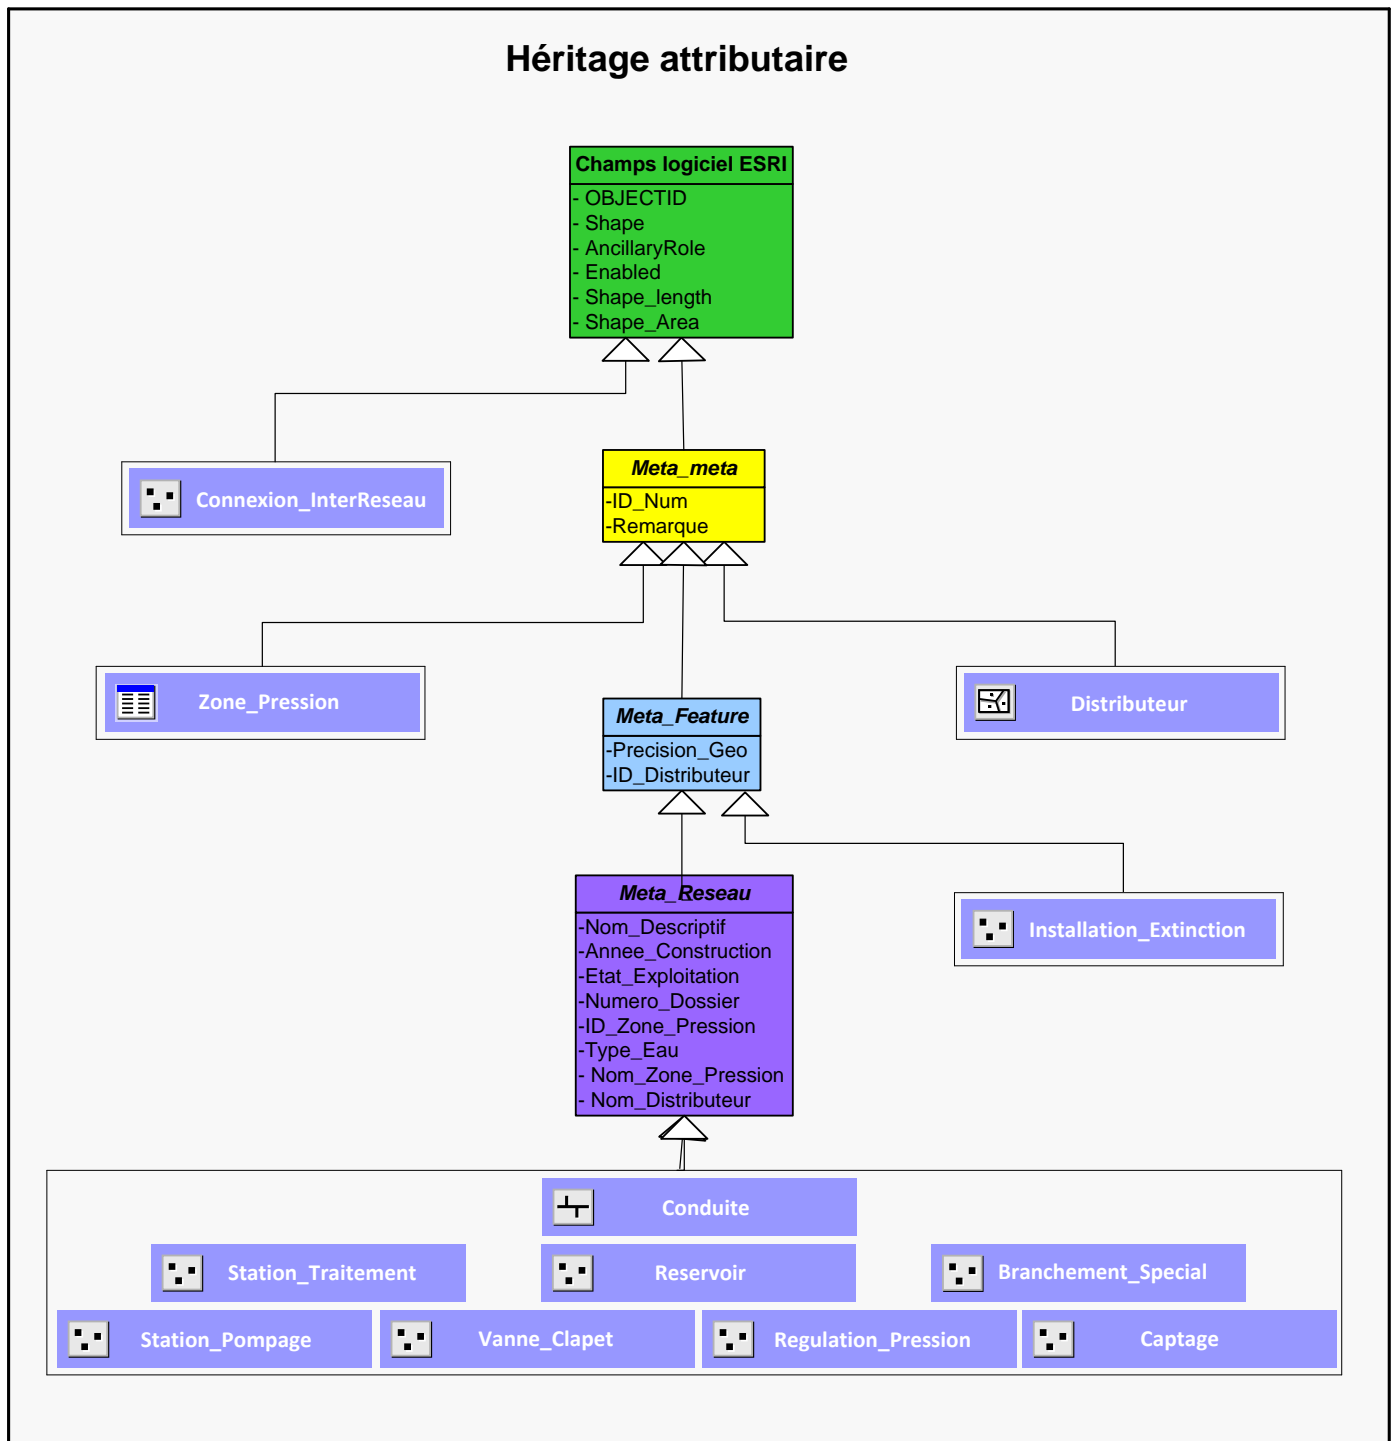 Héritage attributaire
Champs logiciel ESRI
- OBJECTID
- Shape
- AncillaryRole
- Enabled
- Shape_length
- Shape_Area
Connexion_InterReseau
Meta_meta
-ID_Num
-Remarque
Zone_Pression
Distributeur
Meta_Feature
-Precision_Geo
-ID_Distributeur
Installation_Extinction
Meta_Reseau
-Nom_Descriptif
-Annee_Construction
-Etat_Exploitation
-Numero_Dossier
-ID_Zone_Pression
-Type_Eau
- Nom_Zone_Pression
- Nom_Distributeur
Conduite
Station_Traitement
Reservoir
Branchement_Special
Station_Pompage
Vanne_Clapet
Regulation_Pression
Captage